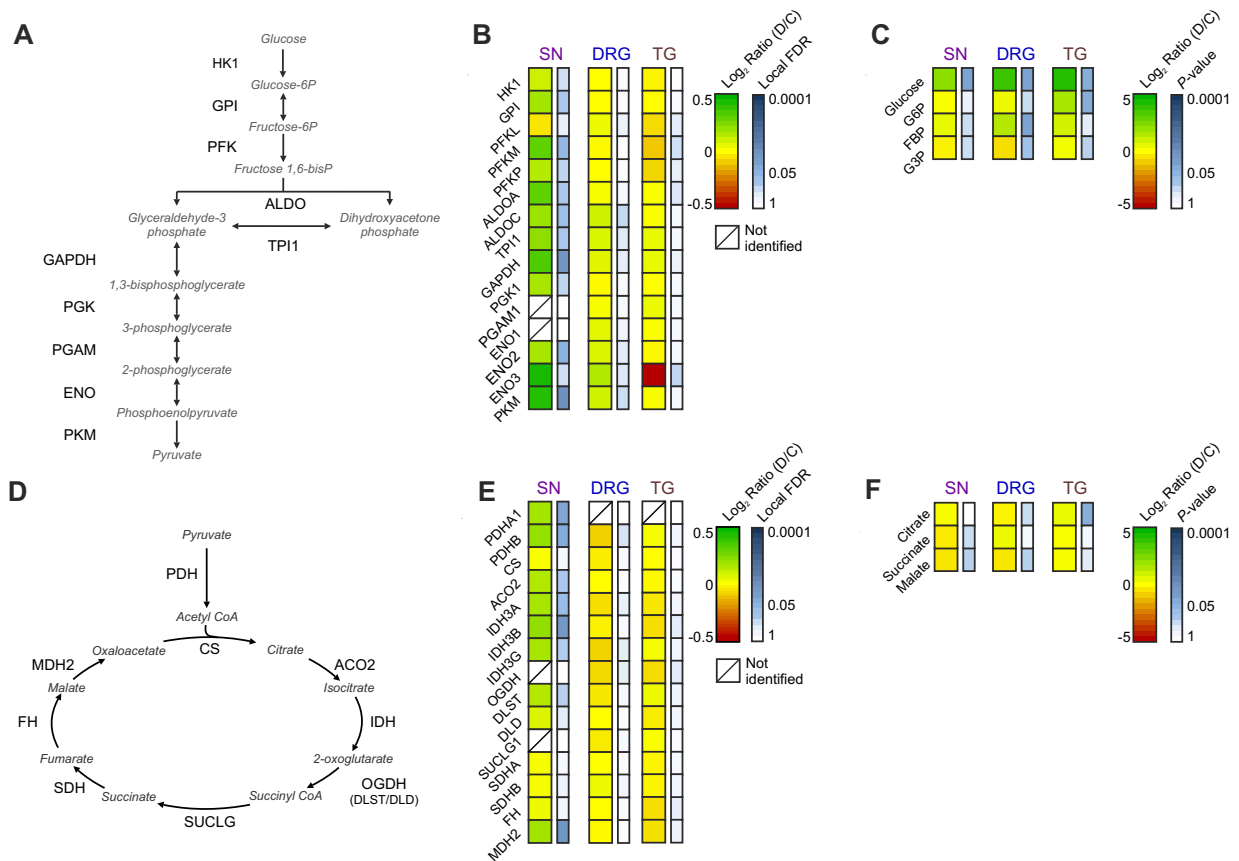 A
Glucose
HK1
Glucose-6P
GPI
Fructose-6P
PFK
Fructose 1,6-bisP
ALDO
Glyceraldehyde-3
phosphate
Dihydroxyacetone
phosphate
TPI1
GAPDH
1,3-bisphosphoglycerate
PGK
3-phosphoglycerate
PGAM
2-phosphoglycerate
ENO
Phosphoenolpyruvate
PKM
Pyruvate
B
SN
DRG
TG
HK1
GPI
PFKL
PFKM
PFKP
ALDOA
ALDOC
TPI1
GAPDH
PGK1
PGAM1
ENO1
ENO2
ENO3
PKM
Log₂ Ratio (D/C)
Local FDR
0.5
0
-0.5
0.0001
0.05
1
Not
identified
C
SN
DRG
TG
Glucose
G6P
FBP
G3P
Log₂ Ratio (D/C)
P-value
5
0
-5
0.0001
0.05
1
D
Pyruvate
PDH
Acetyl CoA
CS
Oxaloacetate
Citrate
MDH2
ACO2
Malate
Isocitrate
FH
IDH
Fumarate
2-oxoglutarate
SDH
OGDH
(DLST/DLD)
Succinate
Succinyl CoA
SUCLG
E
SN
DRG
TG
PDHA1
PDHB
CS
ACO2
IDH3A
IDH3B
IDH3G
OGDH
DLST
DLD
SUCLG1
SDHA
SDHB
FH
MDH2
Log₂ Ratio (D/C)
Local FDR
0.5
0
-0.5
0.0001
0.05
1
Not
identified
F
SN
DRG
TG
Citrate
Succinate
Malate
Log₂ Ratio (D/C)
P-value
5
0
-5
0.0001
0.05
1